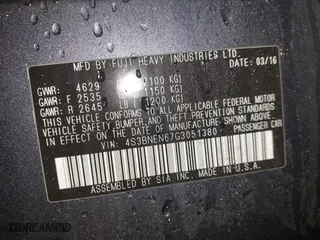 MFD BY FUJI HEAVY INDUSTRIES LTD.
DATE: 03/16
GVWR: 4629 LB ( 2100 KG)
GAWR: F 2535 LB ( 1150 KG)
GAWR: R 2645 LB ( 1200 KG)
THIS VEHICLE CONFORMS TO ALL APPLICABLE FEDERAL MOTOR
VEHICLE SAFETY, BUMPER, AND THEFT PREVENTION STANDARDS
IN EFFECT ON THE DATE OF MANUFACTURE SHOWN ABOVE.
VIN: 4S3BNEN67G3051380 PASSENGER CAR
ASSEMBLED BY SIA INC. MADE IN U.S.A.
DREAMBID